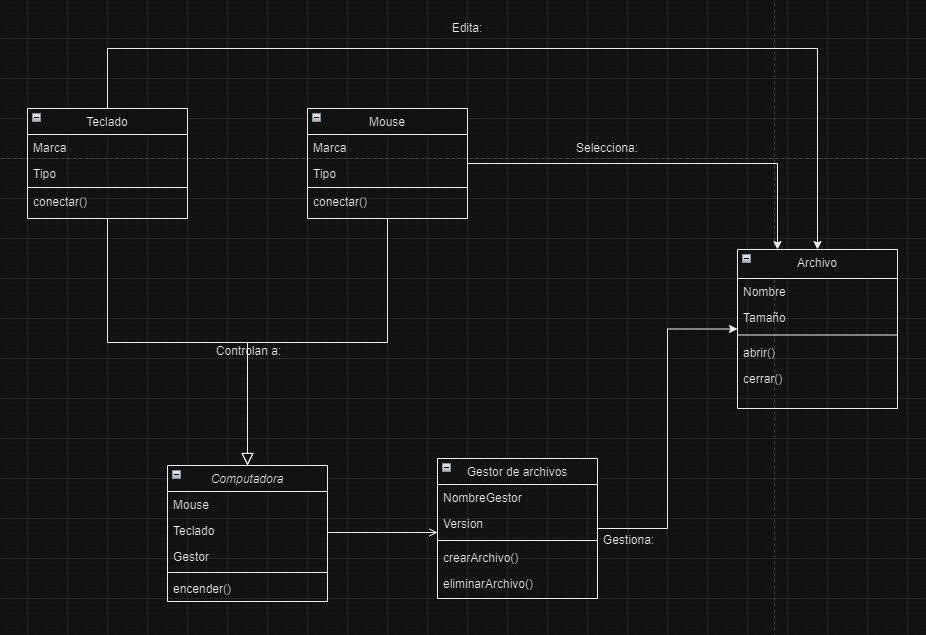 Edita:
Teclado
Marca
Tipo
conectar()
Mouse
Marca
Tipo
conectar()
Selecciona:
Archivo
Nombre
Tamaño
abrir()
cerrar()
Controlan a:
Computadora
Mouse
Teclado
Gestor
encender()
Gestor de archivos
NombreGestor
Version
crearArchivo()
eliminarArchivo()
Gestiona: